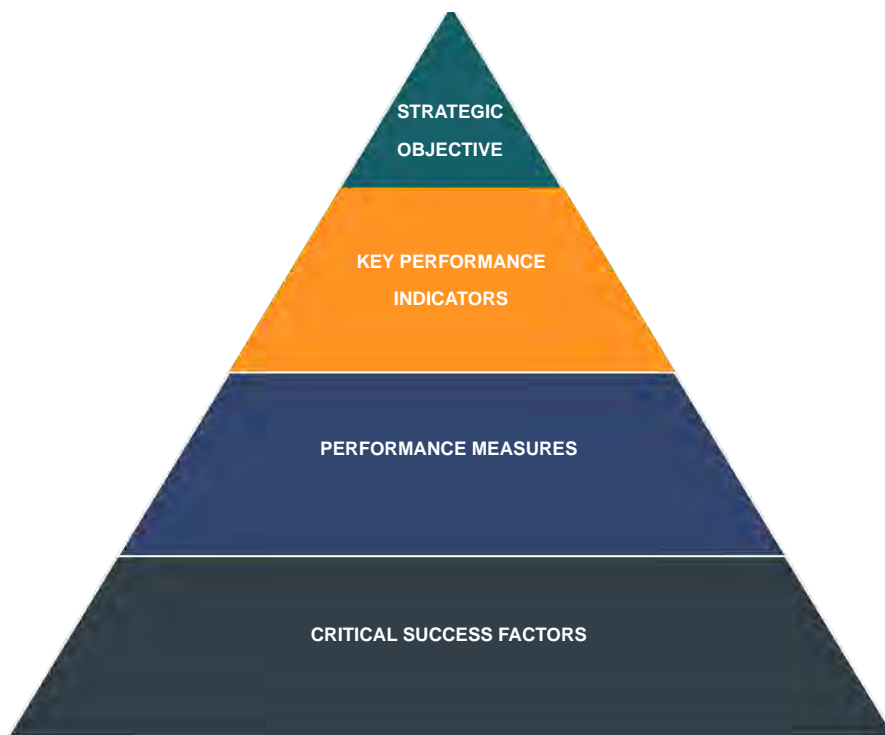 STRATEGIC
OBJECTIVE
KEY PERFORMANCE
INDICATORS
PERFORMANCE MEASURES
CRITICAL SUCCESS FACTORS